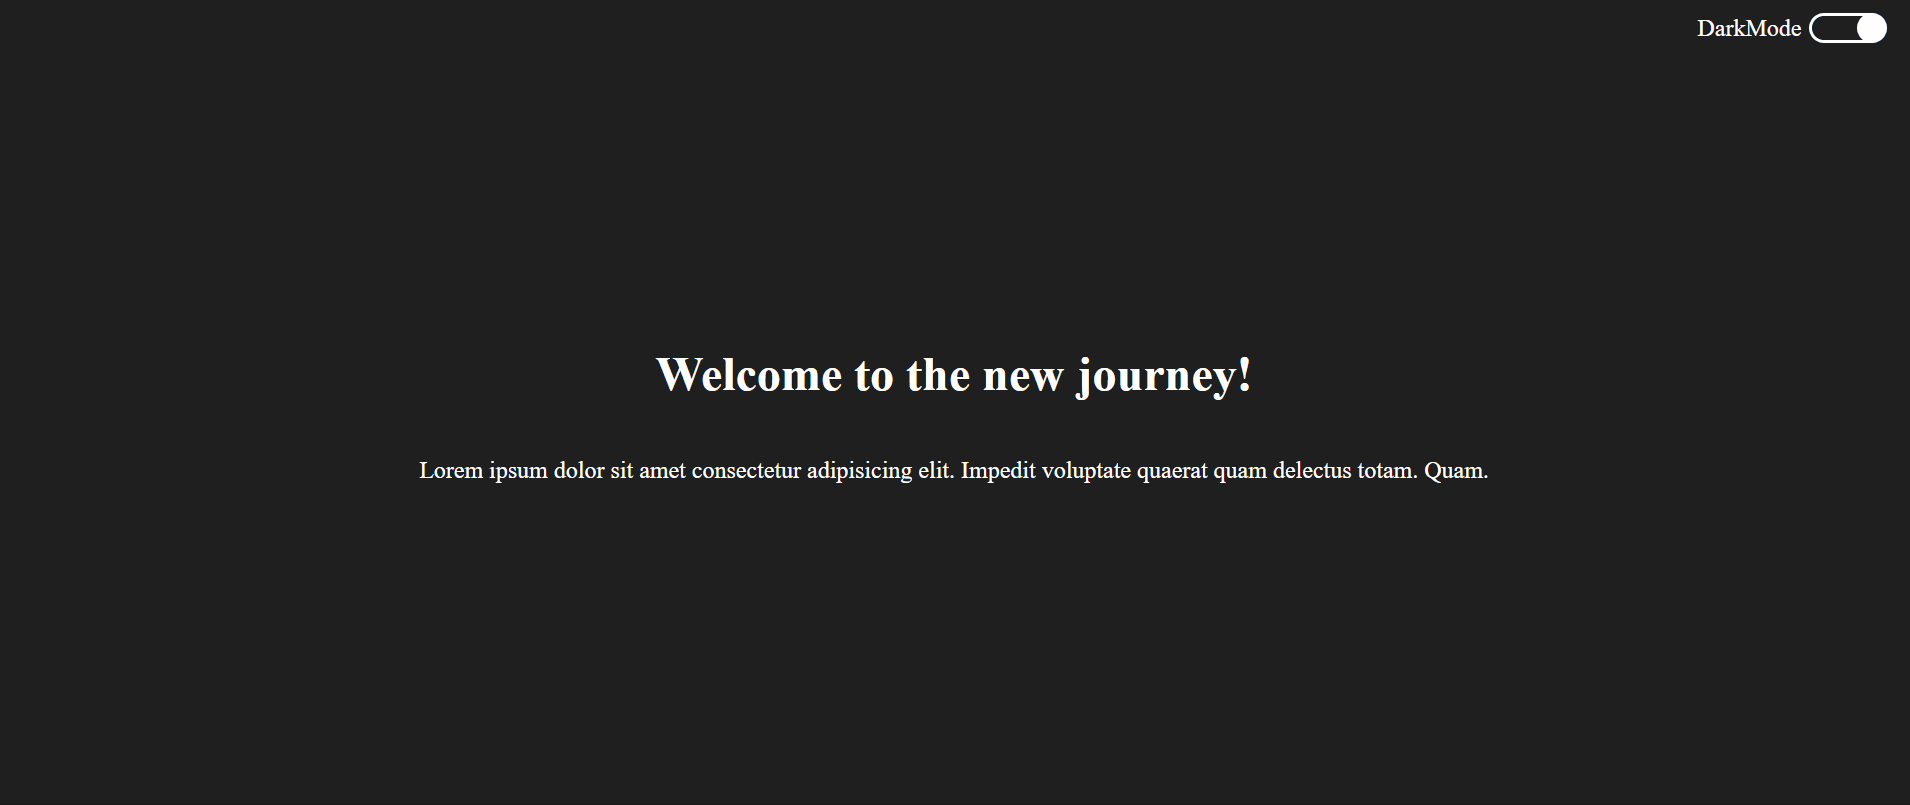 DarkMode
Welcome to the new journey!
Lorem ipsum dolor sit amet consectetur adipisicing elit. Impedit voluptate quaerat quam delectus totam. Quam.